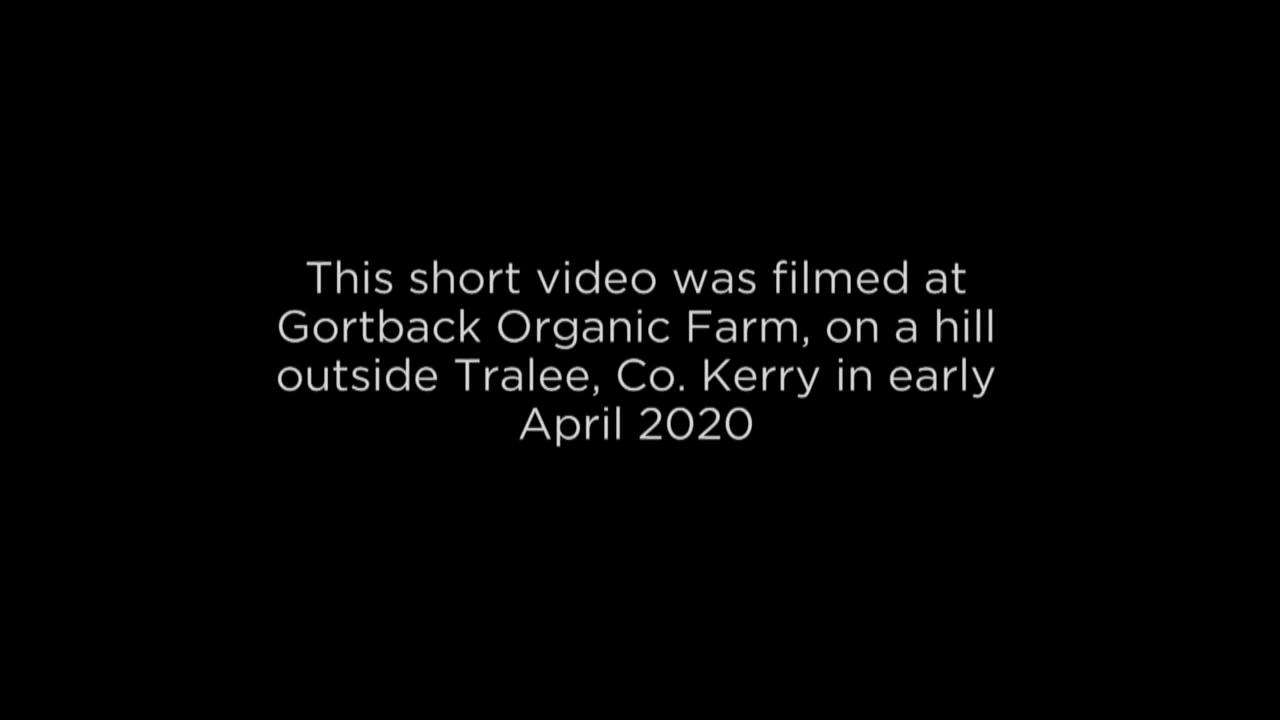 This short video was filmed at
Gortback Organic Farm, on a hill
outside Tralee, Co. Kerry in early
April 2020